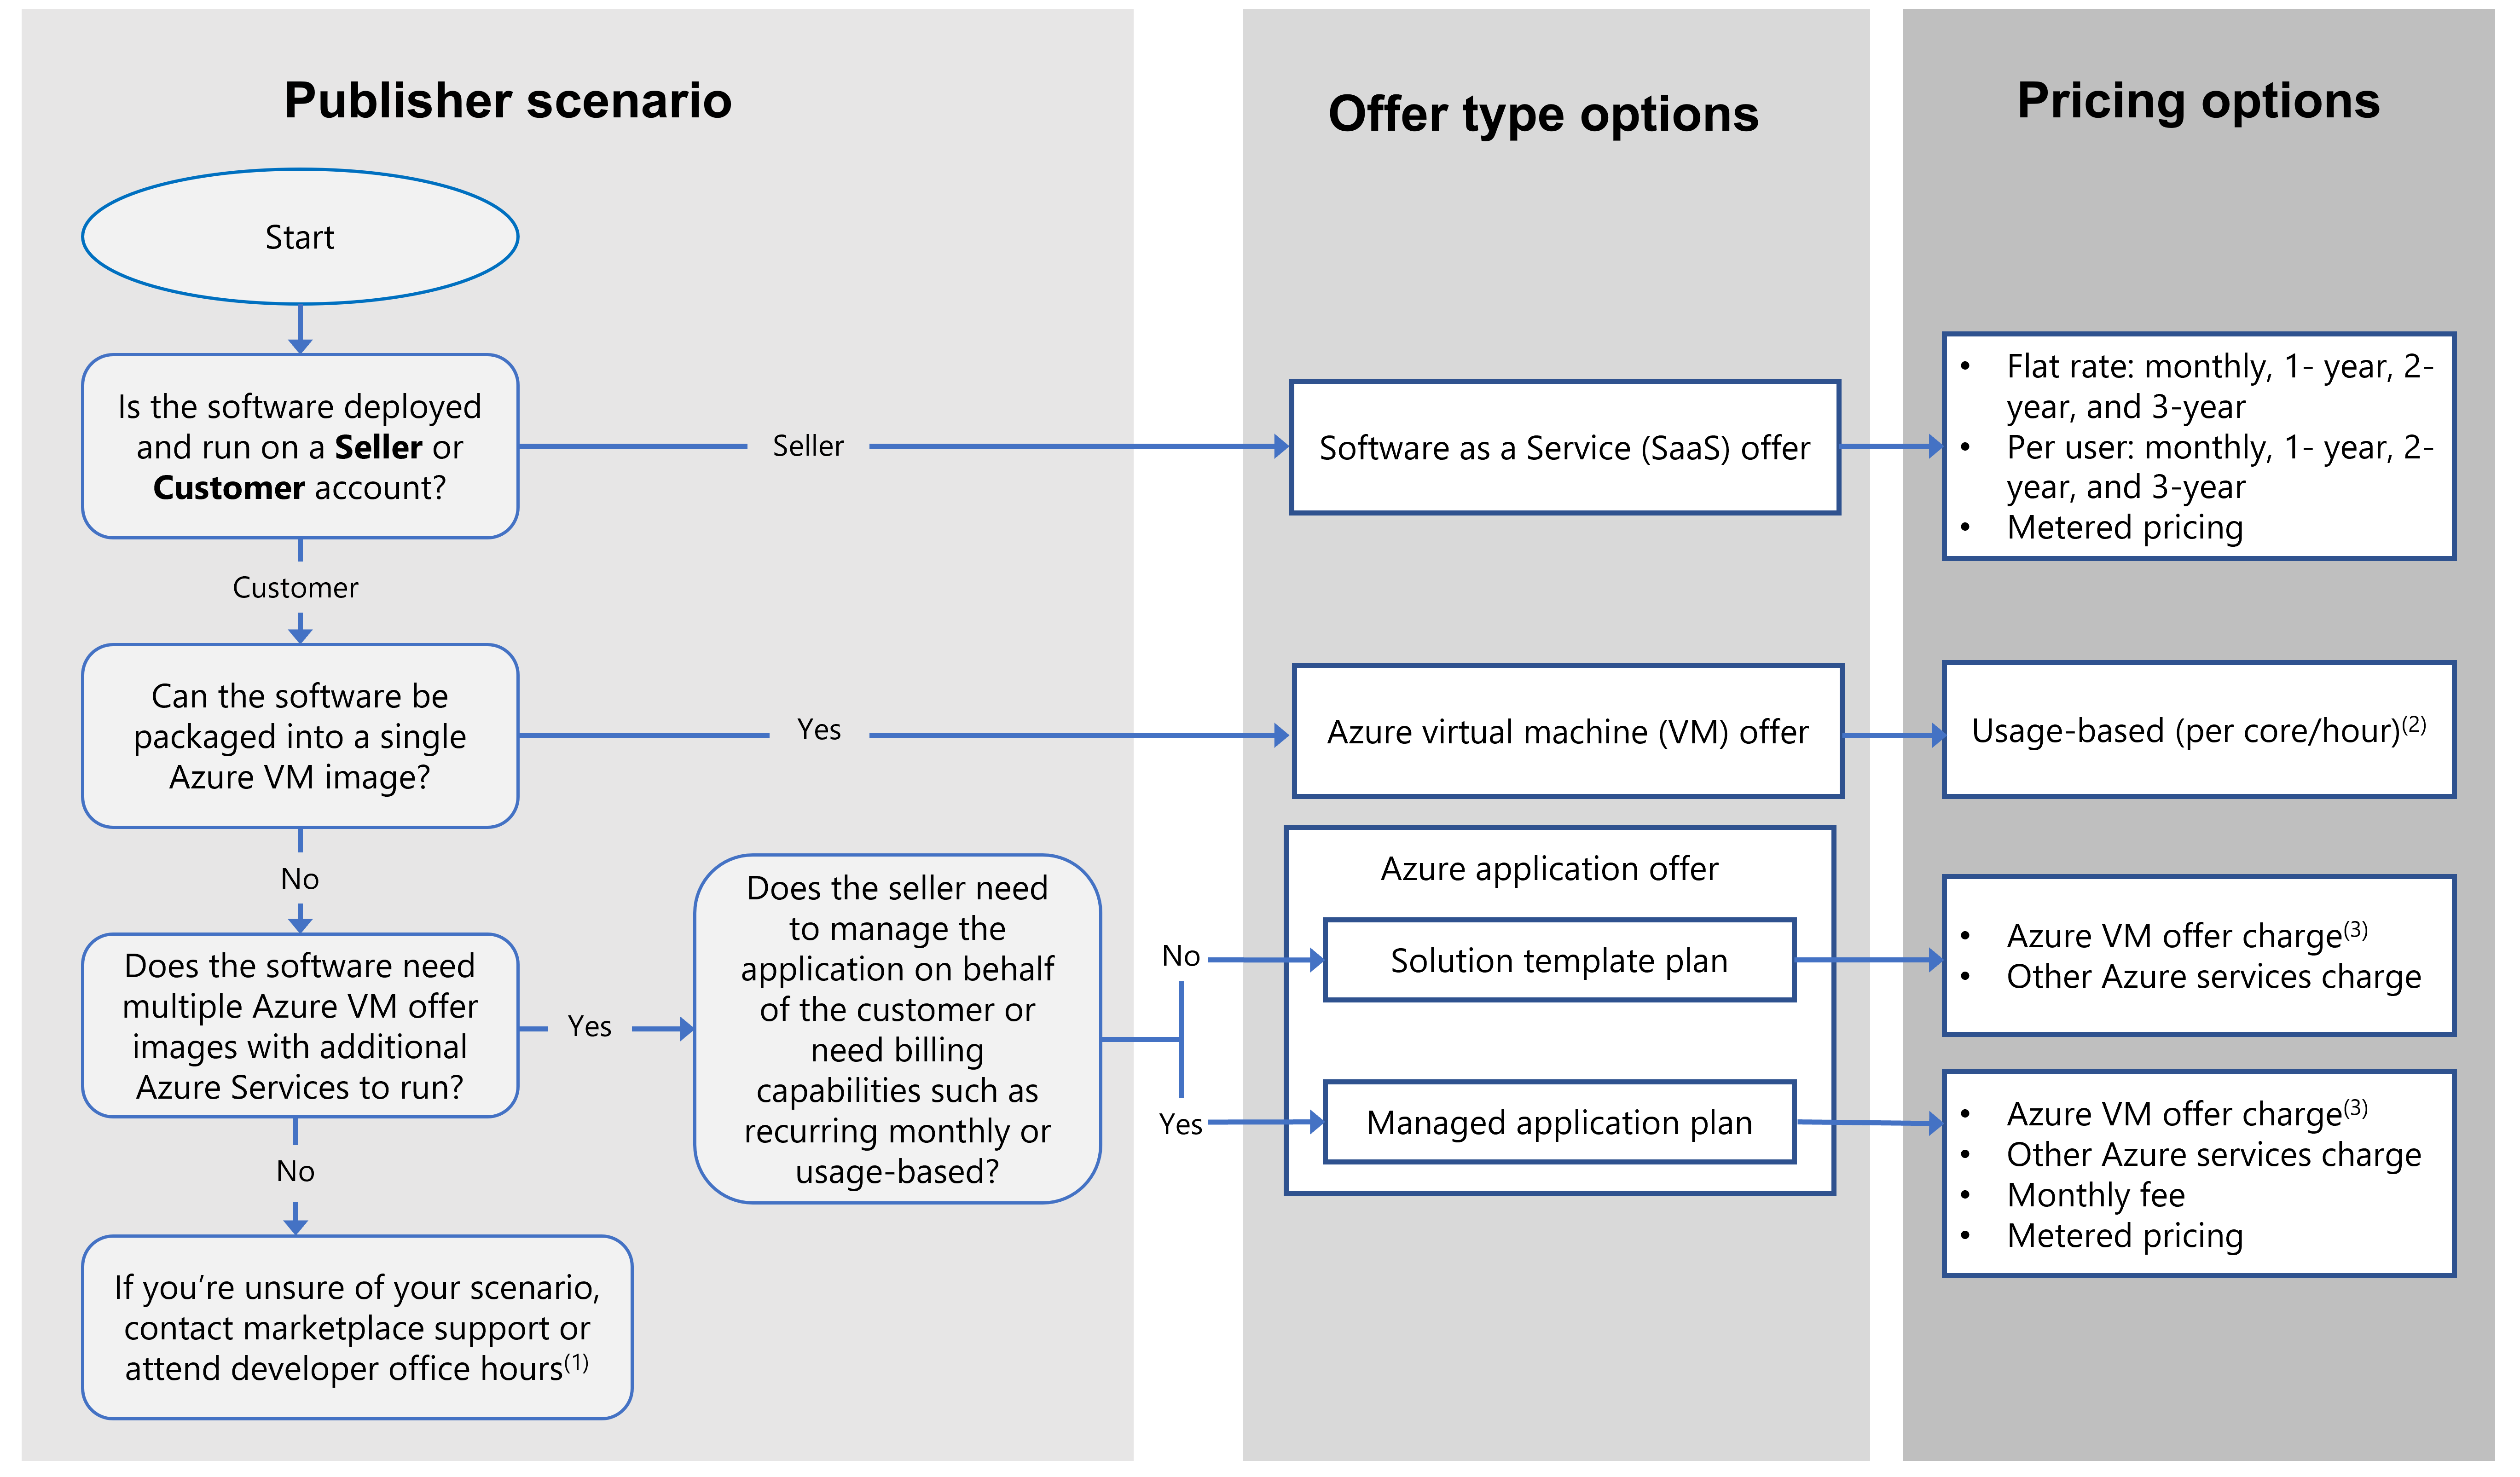 Publisher scenario
Offer type options
Pricing options
Start
Is the software deployed
and run on a Seller or
Customer account?
Seller
Software as a Service (SaaS) offer
• Flat rate: monthly, 1- year, 2-
year, and 3-year
• Per user: monthly, 1- year, 2-
year, and 3-year
• Metered pricing
Customer
Can the software be
packaged into a single
Azure VM image?
Yes
Azure virtual machine (VM) offer
Usage-based (per core/hour)(2)
No
Does the software need
multiple Azure VM offer
images with additional
Azure Services to run?
Yes
Does the seller need
to manage the
application on behalf
of the customer or
need billing
capabilities such as
recurring monthly or
usage-based?
Azure application offer
No
Solution template plan
• Azure VM offer charge(3)
• Other Azure services charge
Yes
Managed application plan
• Azure VM offer charge(3)
• Other Azure services charge
• Monthly fee
• Metered pricing
No
If you’re unsure of your scenario,
contact marketplace support or
attend developer office hours(1)